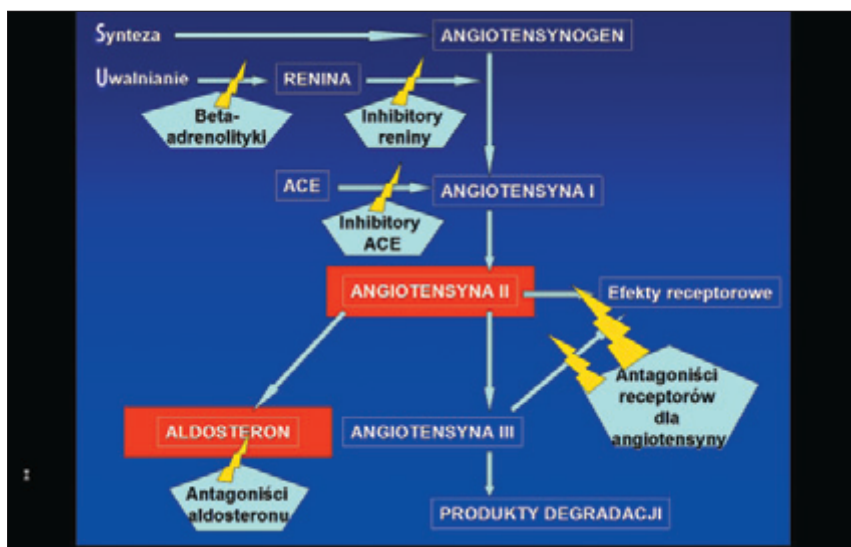 Synteza
ANGIOTENSYNOGEN
Uwalnianie
RENINA
Beta-
adrenolityki
Inhibitory
reniny
ACE
ANGIOTENSYNA I
Inhibitory
ACE
ANGIOTENSYNA II
Efekty receptorowe
Antagoniści
receptorów
dla
angiotensyny
ALDOSTERON
ANGIOTENSYNA III
Antagoniści
aldosteronu
PRODUKTY DEGRADACJI